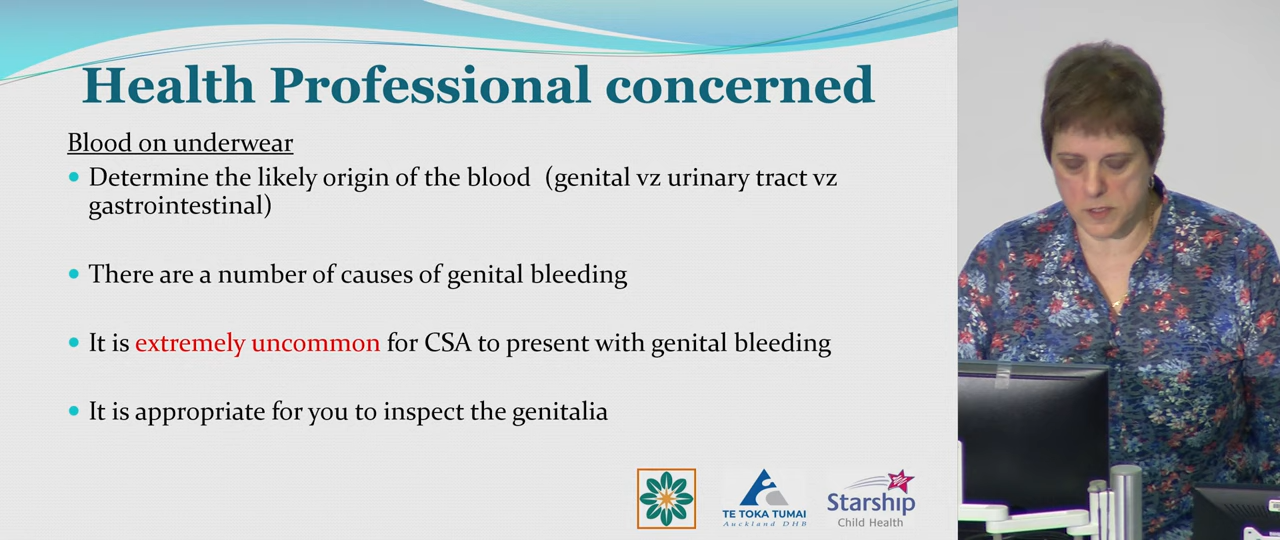 Health Professional concerned
Blood on underwear
• Determine the likely origin of the blood (genital vz urinary tract vz
gastrointestinal)
• There are a number of causes of genital bleeding
• It is extremely uncommon for CSA to present with genital bleeding
• It is appropriate for you to inspect the genitalia
TE TOKA TUMAI
Auckland DHB
Starship
Child Health